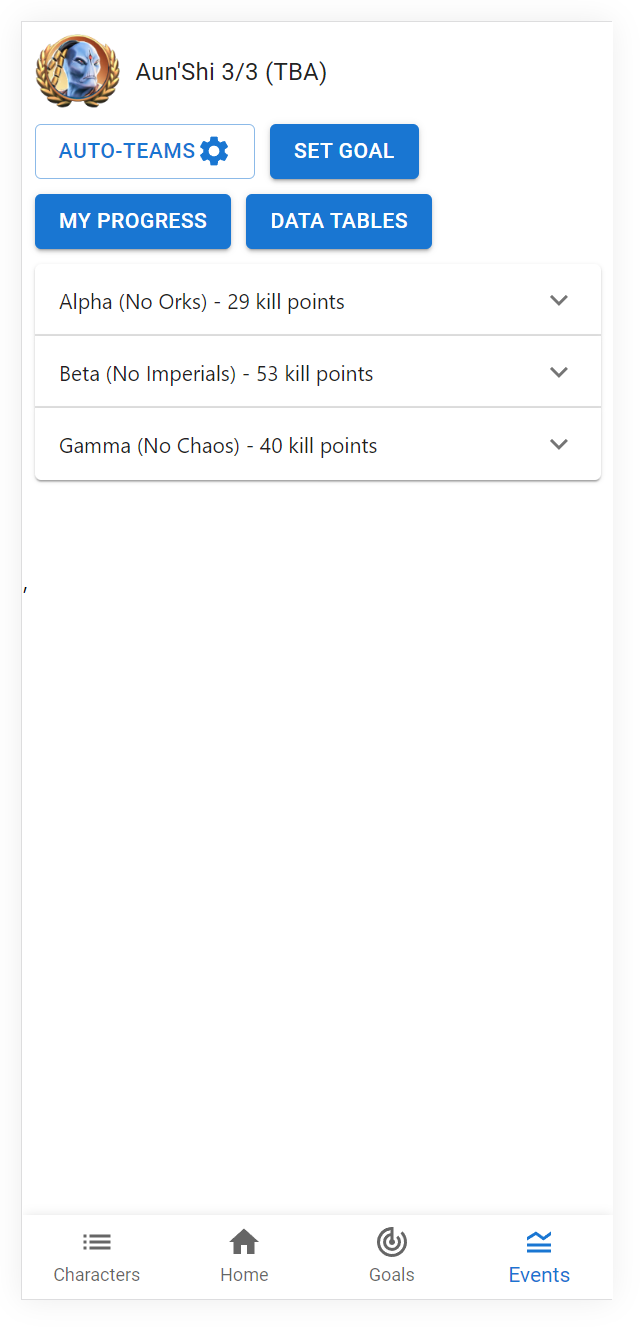 Aun'Shi 3/3 (TBA)
AUTO-TEAMS
SET GOAL
MY PROGRESS
DATA TABLES
Alpha (No Orks) - 29 kill points
Beta (No Imperials) - 53 kill points
Gamma (No Chaos) - 40 kill points
,
Characters
Home
Goals
Events